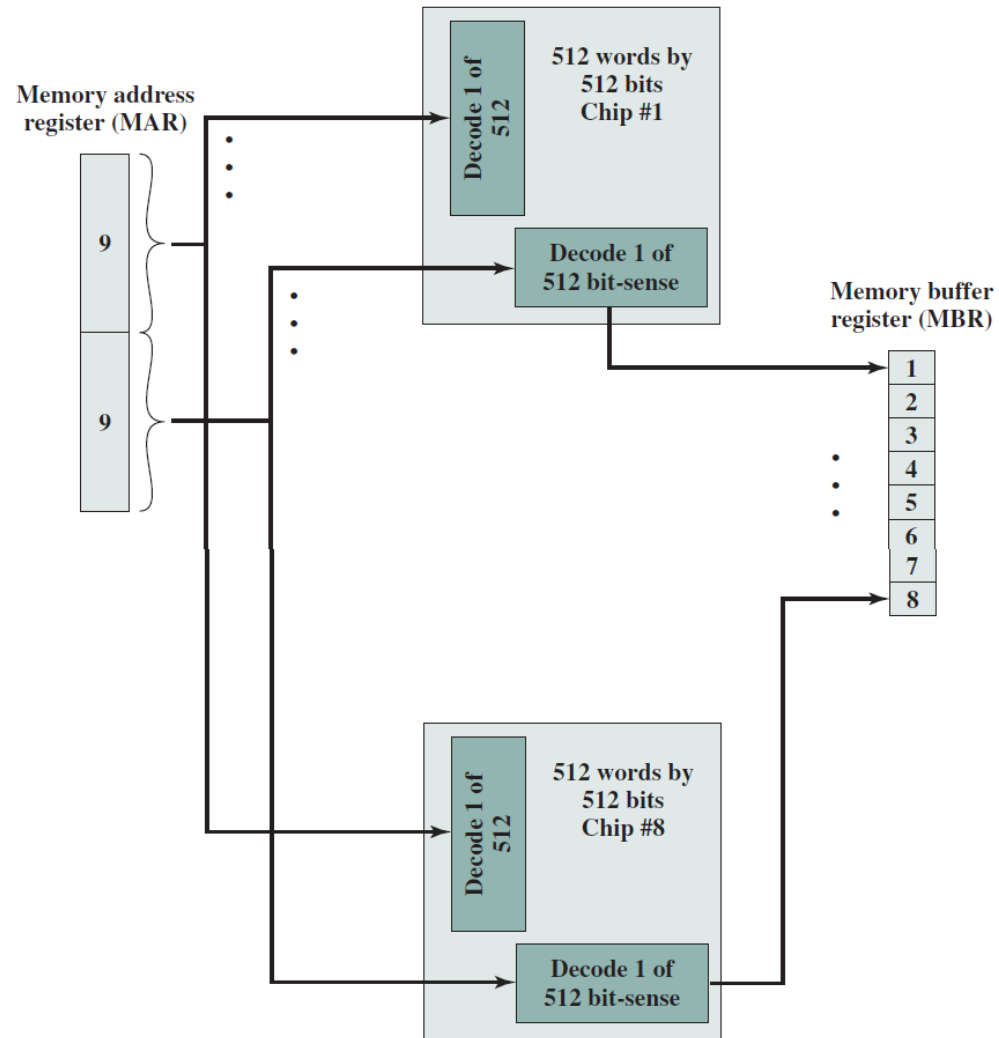 Memory address
register (MAR)
9
9
Decode 1 of
512
512 words by
512 bits
Chip #1
Decode 1 of
512 bit-sense
Memory buffer
register (MBR)
1
2
3
4
5
6
7
8
Decode 1 of
512
512 words by
512 bits
Chip #8
Decode 1 of
512 bit-sense